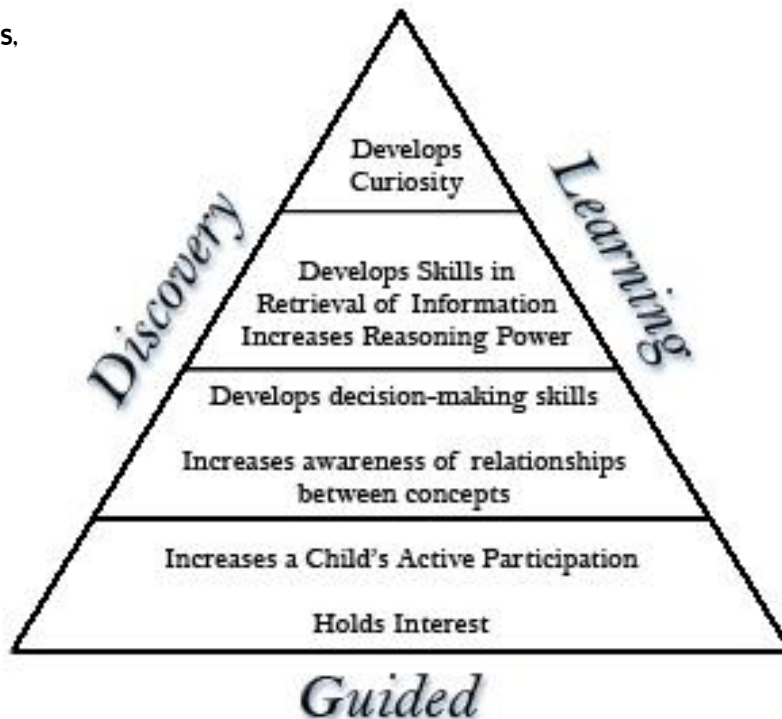 s,
Develops
Curiosity
Discovery
Learning
Develops Skills in
Retrieval of Information
Increases Reasoning Power
Develops decision-making skills
Increases awareness of relationships
between concepts
Increases a Child's Active Participation
Holds Interest
Guided